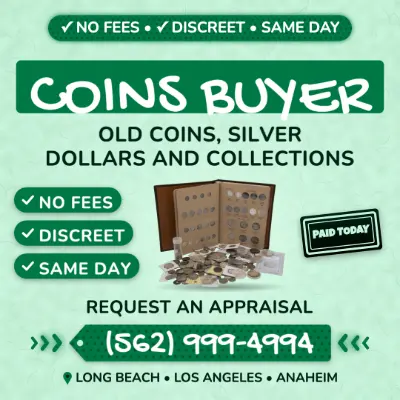 ✓ NO FEES • ✓ DISCREET • SAME DAY
COINS BUYER
OLD COINS, SILVER
DOLLARS AND COLLECTIONS
✓ NO FEES
✓ DISCREET
✓ SAME DAY
PAID TODAY
REQUEST AN APPRAISAL
(562) 999-4994
LONG BEACH • LOS ANGELES • ANAHEIM